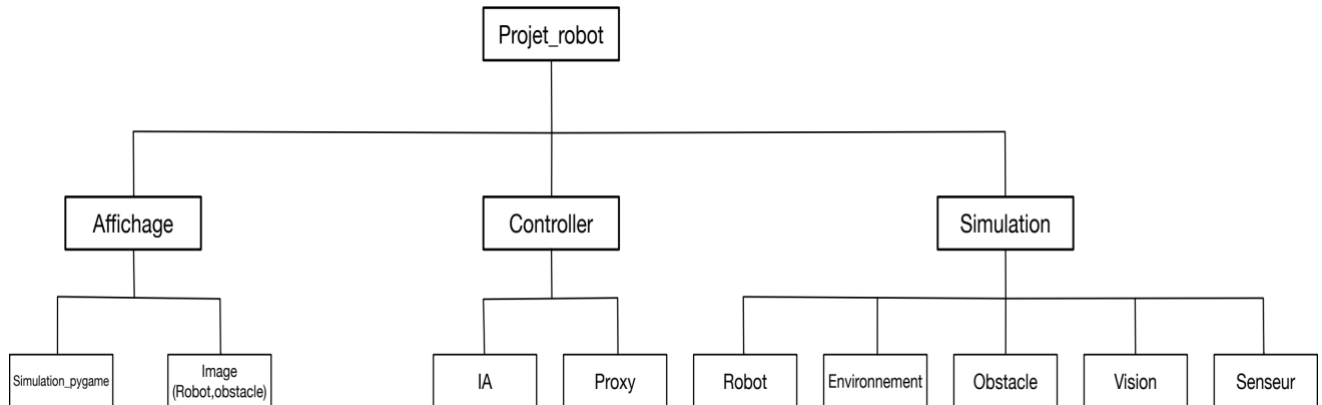 Projet_robot
Affichage
Controller
Simulation
Simulation_pygame
Image
(Robot,obstacle)
IA
Proxy
Robot
Environnement
Obstacle
Vision
Senseur